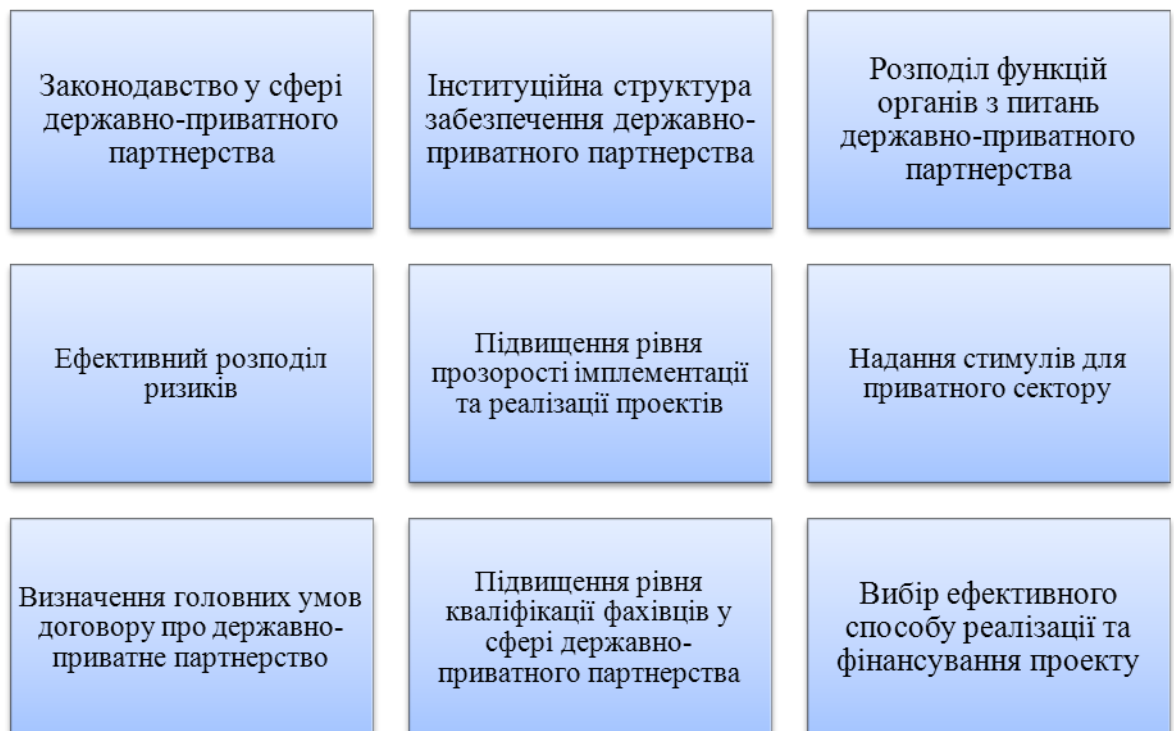 Законодавство у сфері
державно-приватного
партнерства
Інституційна структура
забезпечення державно-
приватного партнерства
Розподіл функцій
органів з питань
державно-приватного
партнерства
Ефективний розподіл
ризиків
Підвищення рівня
прозорості імплементації
та реалізації проектів
Надання стимулів для
приватного сектору
Визначення головних умов
договору про державно-
приватне партнерство
Підвищення рівня
кваліфікації фахівців у
сфері державно-
приватного партнерства
Вибір ефективного
способу реалізації та
фінансування проекту